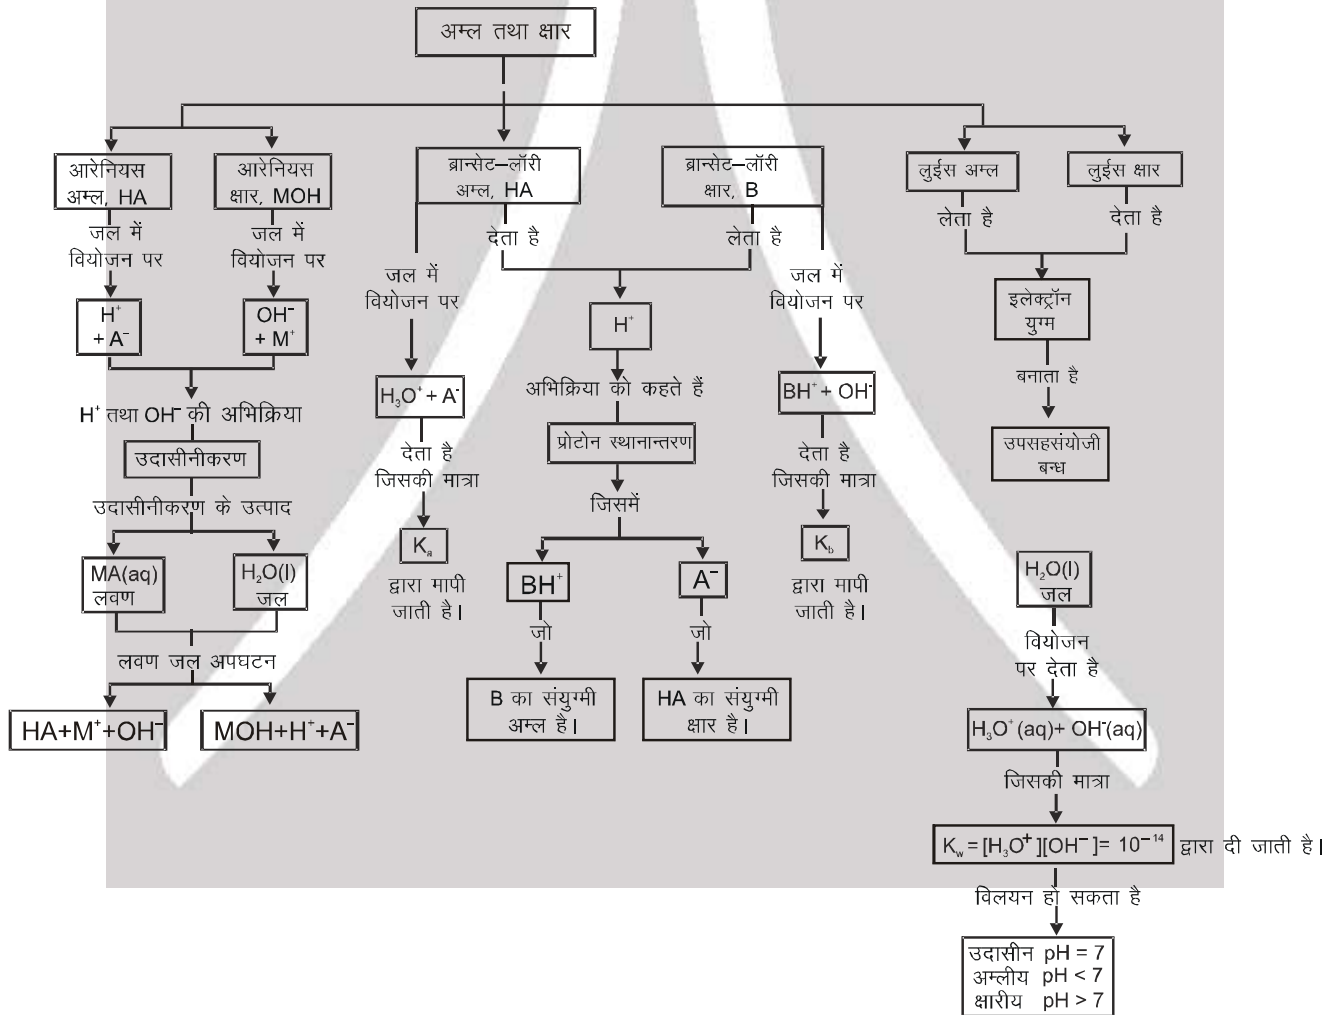 अम्ल तथा क्षार
आरेनियस
अम्ल, HA
आरेनियस
क्षार, MOH
ब्रान्सेट–लॉरी
अम्ल, HA
ब्रान्सेट–लॉरी
क्षार, B
लुईस अम्ल
लुईस क्षार
जल में
वियोजन पर
जल में
वियोजन पर
देता है
लेता है
लेता है
देता है
जल में
वियोजन पर
जल में
वियोजन पर
H⁺
+ A⁻
OH⁻
+ M⁺
H⁺
इलेक्ट्रॉन
युग्म
H⁺ तथा OH⁻ की अभिक्रिया
H₃O⁺ + A⁻
अभिक्रिया को कहते हैं
BH⁺ + OH⁻
बनाता है
उदासीनीकरण
देता है
जिसकी मात्रा
प्रोटोन स्थानान्तरण
देता है
जिसकी मात्रा
उपसहसंयोजी
बन्ध
उदासीनीकरण के उत्पाद
जिसमें
MA(aq)
लवण
H₂O(l)
जल
Kₐ
द्वारा मापी
जाती है।
BH⁺
A⁻
K_b
द्वारा मापी
जाती है।
H₂O(l)
जल
लवण जल अपघटन
जो
जो
वियोजन
पर देता है
HA+M⁺+OH⁻
MOH+H⁺+A⁻
B का संयुग्मी
अम्ल है।
HA का संयुग्मी
क्षार है।
H₃O⁺(aq)+ OH⁻(aq)
जिसकी मात्रा
K_w = [H₃O⁺][OH⁻]= 10⁻¹⁴ द्वारा दी जाती है।
विलयन हो सकता है
उदासीन pH = 7
अम्लीय pH < 7
क्षारीय pH > 7